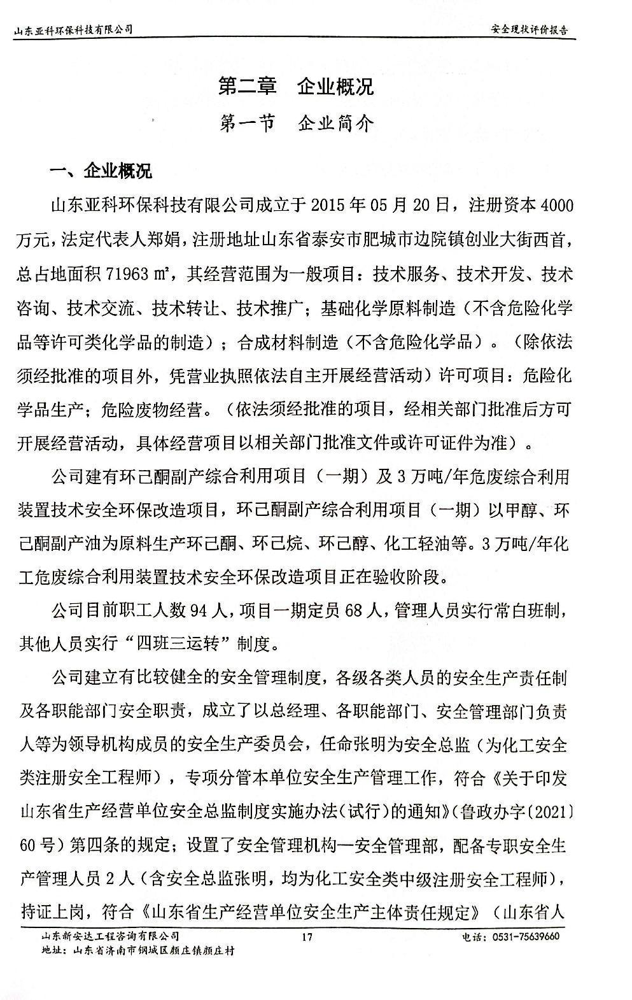 山东亚科环保科技有限公司 安全现状评价报告
第二章 企业概况
第一节 企业简介
一、企业概况
山东亚科环保科技有限公司成立于 2015 年 05 月 20 日，注册资本 4000
万元，法定代表人郑娟，注册地址山东省泰安市肥城市边院镇创业大街西首，
总占地面积 71963 ㎡，其经营范围为一般项目：技术服务、技术开发、技术
咨询、技术交流、技术转让、技术推广；基础化学原料制造（不含危险化学
品等许可类化学品的制造）；合成材料制造（不含危险化学品）。（除依法
须经批准的项目外，凭营业执照依法自主开展经营活动）许可项目：危险化
学品生产；危险废物经营。（依法须经批准的项目，经相关部门批准后方可
开展经营活动，具体经营项目以相关部门批准文件或许可证件为准）。
公司建有环己酮副产综合利用项目（一期）及 3 万吨/年危废综合利用
装置技术安全环保改造项目，环己酮副产综合利用项目（一期）以甲醇、环
己酮副产油为原料生产环己酮、环己烷、环己醇、化工轻油等。3 万吨/年化
工危废综合利用装置技术安全环保改造项目正在验收阶段。
公司目前职工人数 94 人，项目一期定员 68 人，管理人员实行常白班制，
其他人员实行“四班三运转”制度。
公司建立有比较健全的安全管理制度，各级各类人员的安全生产责任制
及各职能部门安全职责，成立了以总经理、各职能部门、安全管理部门负责
人等为领导机构成员的安全生产委员会，任命张明为安全总监（为化工安全
类注册安全工程师），专项分管本单位安全生产管理工作，符合《关于印发
山东省生产经营单位安全总监制度实施办法（试行）的通知》（鲁政办字〔2021〕
60 号）第四条的规定；设置了安全管理机构—安全管理部，配备专职安全生
产管理人员 2 人（含安全总监张明，均为化工安全类中级注册安全工程师），
持证上岗，符合《山东省生产经营单位安全生产主体责任规定》（山东省人
山东新安达工程咨询有限公司 17 电话：0531-75639660
地址：山东省济南市钢城区颜庄镇颜庄村